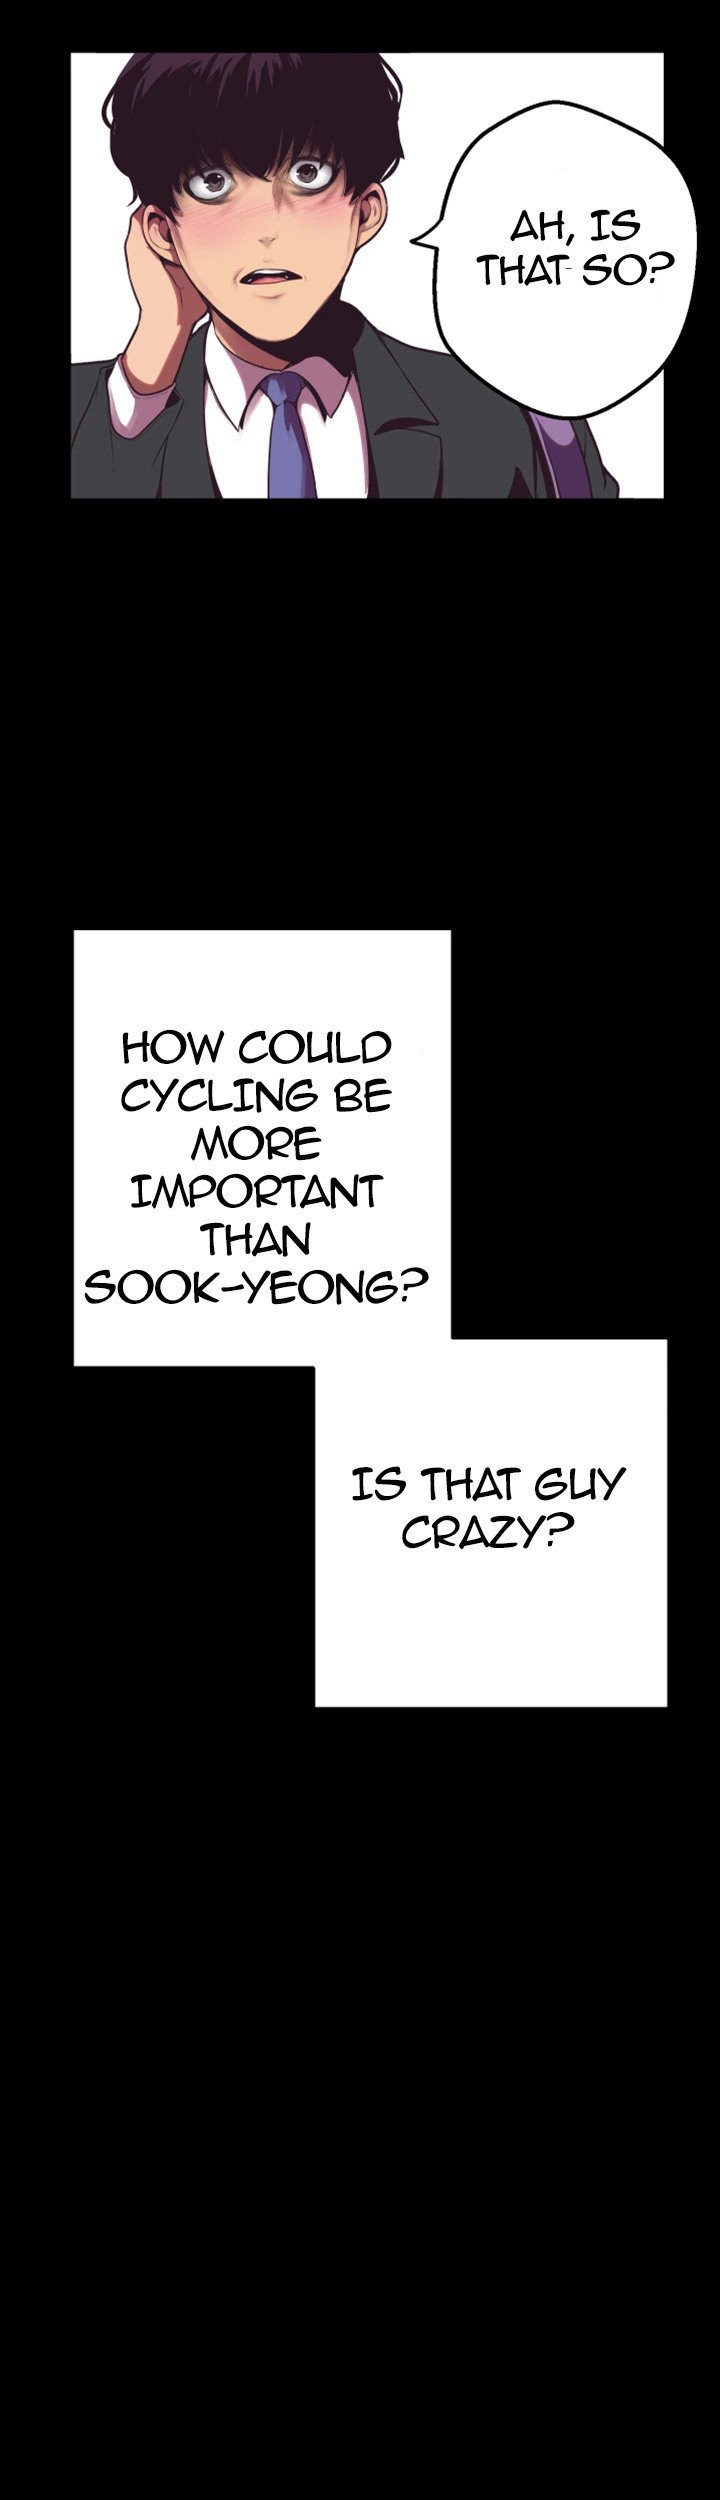 AH, IS
THAT SO?
HOW COULD
CYCLING BE
MORE
IMPORTANT
THAN
SOOK-YEONG?
IS THAT GUY
CRAZY?